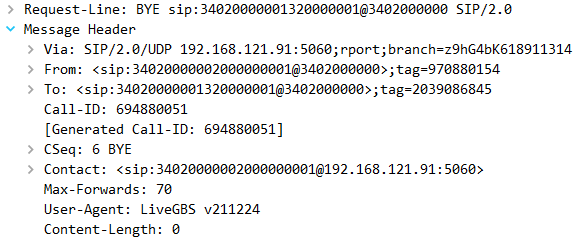 Request-Line: BYE sip:34020000001320000001@3402000000 SIP/2.0
Message Header
Via: SIP/2.0/UDP 192.168.121.91:5060;rport;branch=z9hG4bK618911314
From: <sip:34020000002000000001@3402000000>;tag=970880154
To: <sip:34020000001320000001@3402000000>;tag=2039086845
Call-ID: 694880051
[Generated Call-ID: 694880051]
CSeq: 6 BYE
Contact: <sip:34020000002000000001@192.168.121.91:5060>
Max-Forwards: 70
User-Agent: LiveGBS v211224
Content-Length: 0